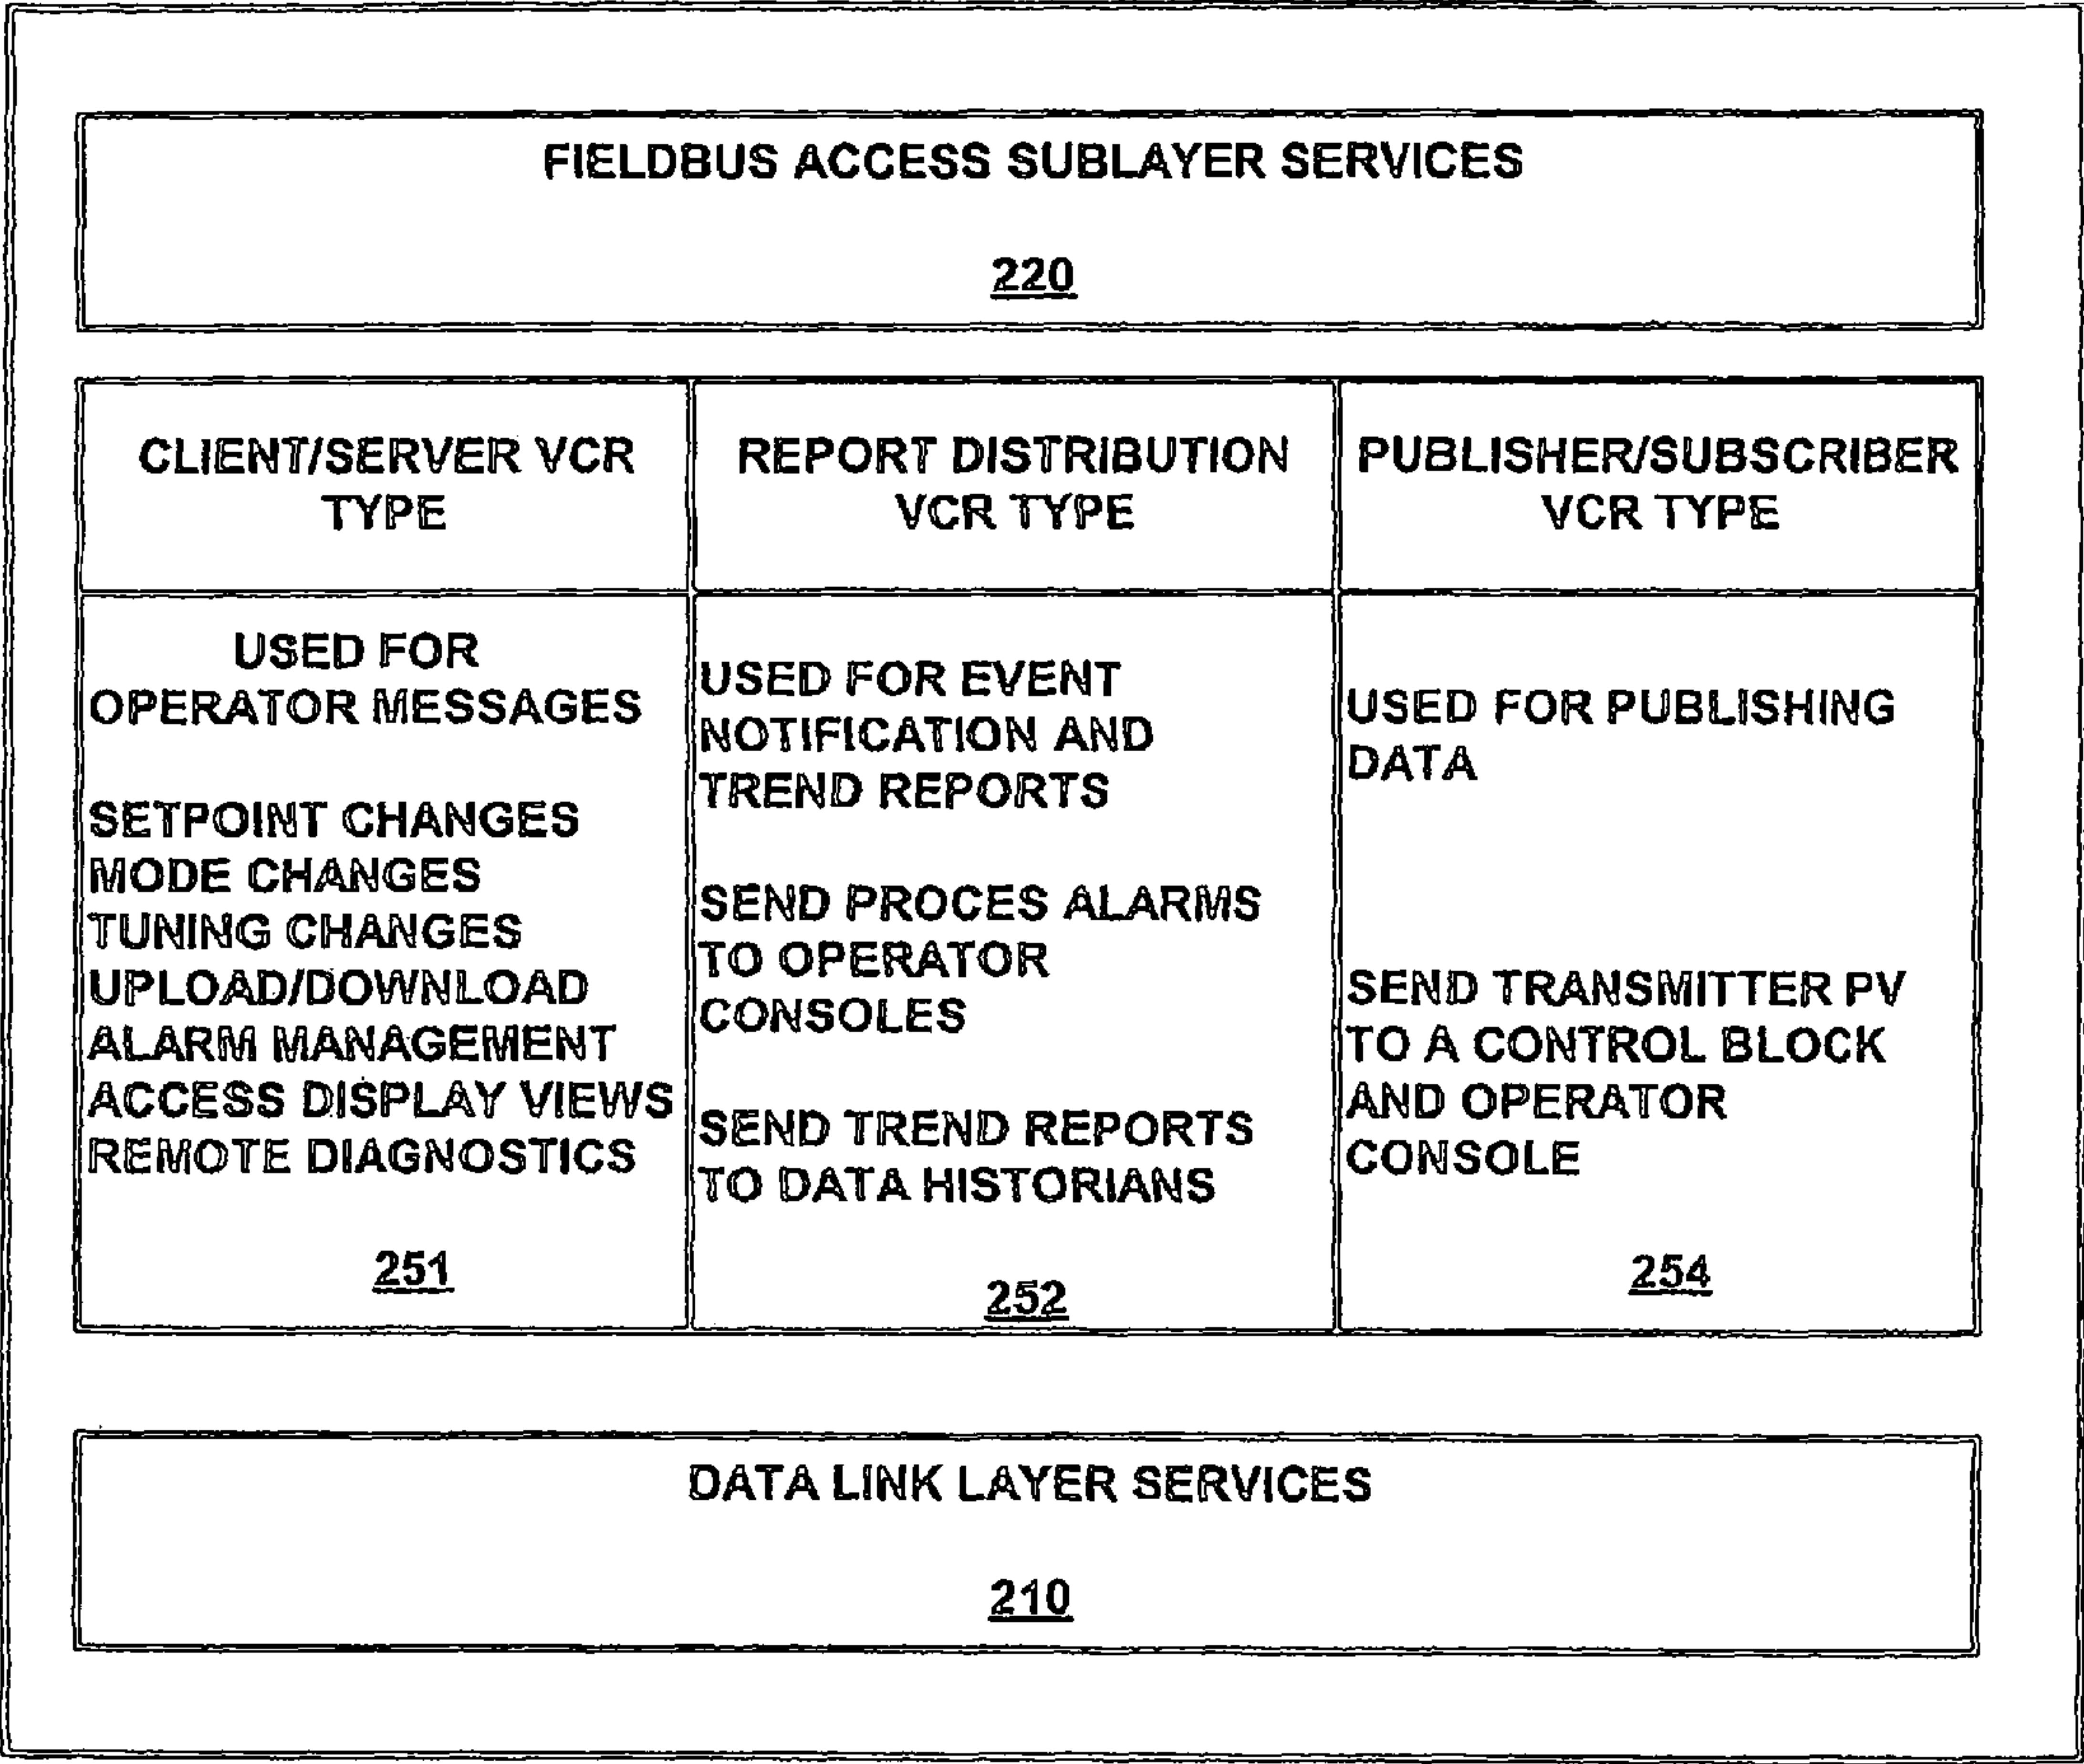 FIELDBUS ACCESS SUBLAYER SERVICES
220
CLIENT/SERVER VCR
TYPE
REPORT DISTRIBUTION
VCR TYPE
PUBLISHER/SUBSCRIBER
VCR TYPE
USED FOR
OPERATOR MESSAGES
SETPOINT CHANGES
MODE CHANGES
TUNING CHANGES
UPLOAD/DOWNLOAD
ALARM MANAGEMENT
ACCESS DISPLAY VIEWS
REMOTE DIAGNOSTICS
251
USED FOR EVENT
NOTIFICATION AND
TREND REPORTS
SEND PROCES ALARMS
TO OPERATOR
CONSOLES
SEND TREND REPORTS
TO DATA HISTORIANS
252
USED FOR PUBLISHING
DATA
SEND TRANSMITTER PV
TO A CONTROL BLOCK
AND OPERATOR
CONSOLE
254
DATA LINK LAYER SERVICES
210